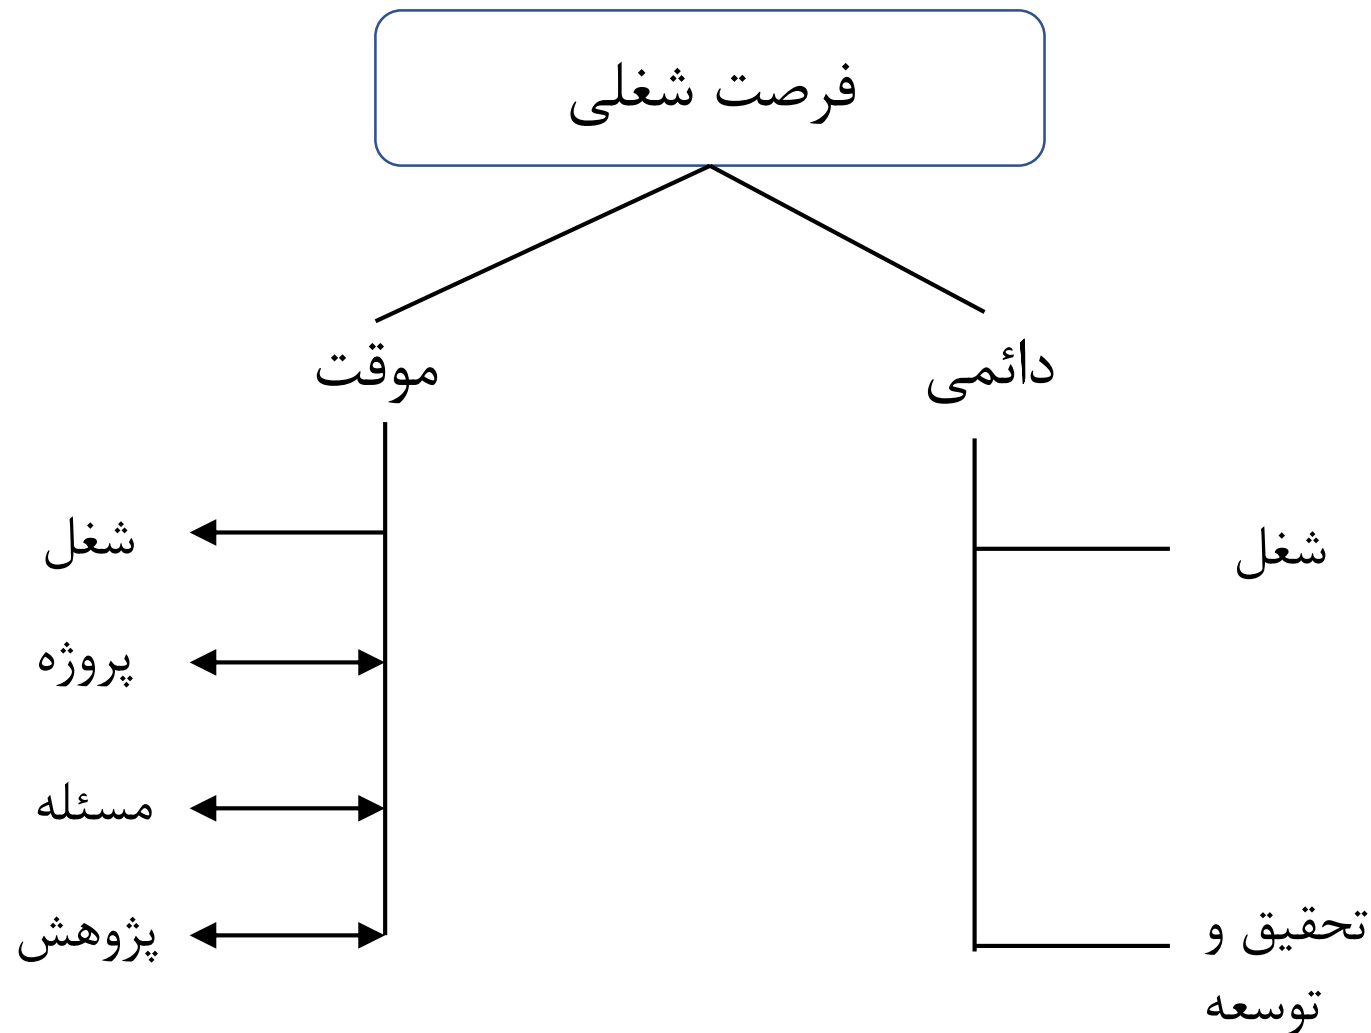 فرصت شغلی
دائمی
موقت
شغل
تحقیق و
توسعه
شغل
پروژه
مسئله
پژوهش